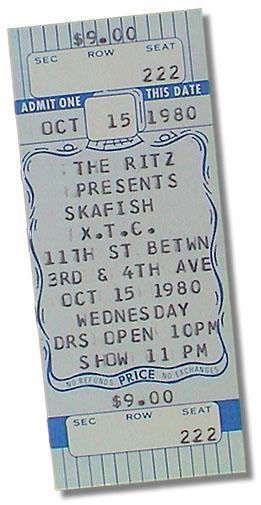 $9.00
SEC ROW SEAT
222
ADMIT ONE THIS DATE
OCT 15 1980
THE RITZ
PRESENTS
SKAFISH
X.T.C.
11TH ST BETWN
3RD & 4TH AVE
OCT 15 1980
WEDNESDAY
DRS OPEN 10PM
SHOW 11 PM
NO REFUNDS PRICE NO EXCHANGES
$9.00
SEC ROW SEAT
222